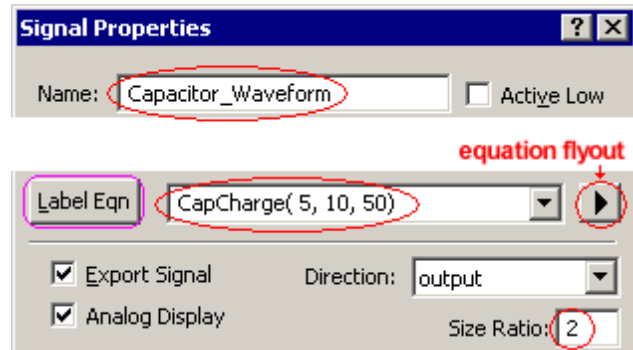 Signal Properties
Name: Capacitor_Waveform Active Low
equation flyout
Label Eqn CapCharge( 5, 10, 50)
Export Signal Direction: output
Analog Display Size Ratio: 2